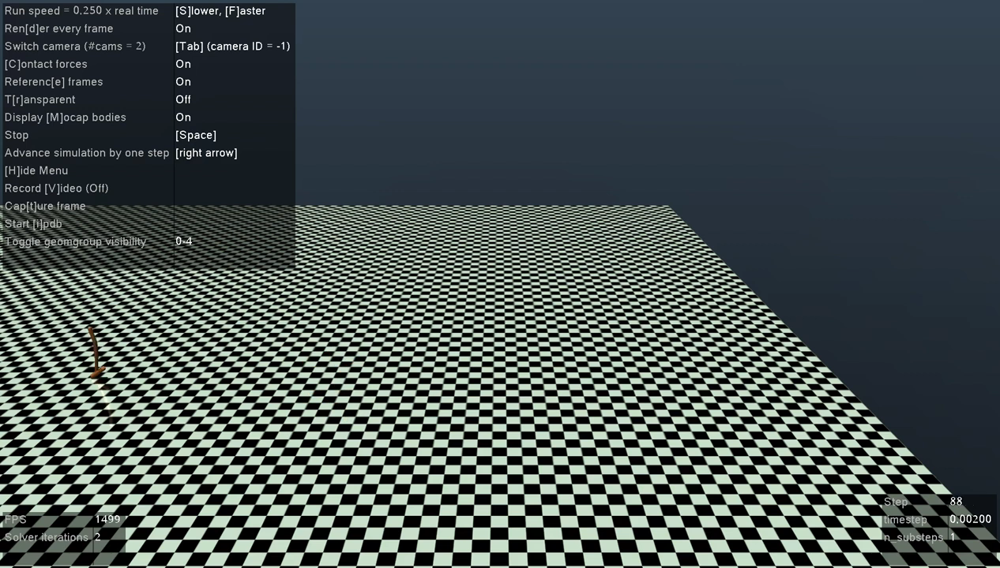 Run speed = 0.250 x real time [S]lower, [F]aster
Ren[d]er every frame On
Switch camera (#cams = 2) [Tab] (camera ID = -1)
[C]ontact forces On
Referenc[e] frames On
T[r]ansparent Off
Display [M]ocap bodies On
Stop [Space]
Advance simulation by one step [right arrow]
[H]ide Menu
Record [V]ideo (Off)
Cap[t]ure frame
Start [i]pdb
Toggle geomgroup visibility 0-4
Step 88
FPS 1499
timestep 0.00200
Solver iterations 2
n_substeps 1